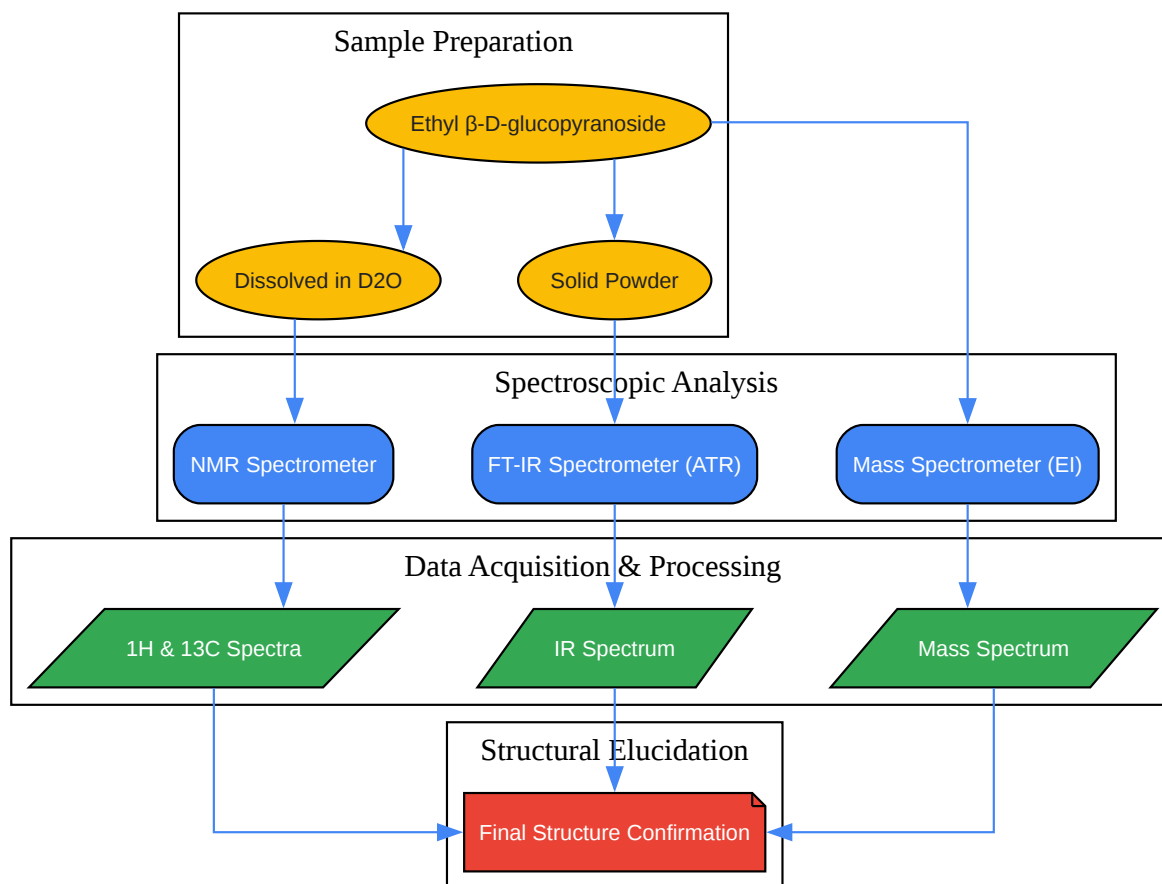 Sample Preparation
Ethyl β-D-glucopyranoside
Dissolved in D2O
Solid Powder
Spectroscopic Analysis
NMR Spectrometer
FT-IR Spectrometer (ATR)
Mass Spectrometer (EI)
Data Acquisition & Processing
1H & 13C Spectra
IR Spectrum
Mass Spectrum
Structural Elucidation
Final Structure Confirmation